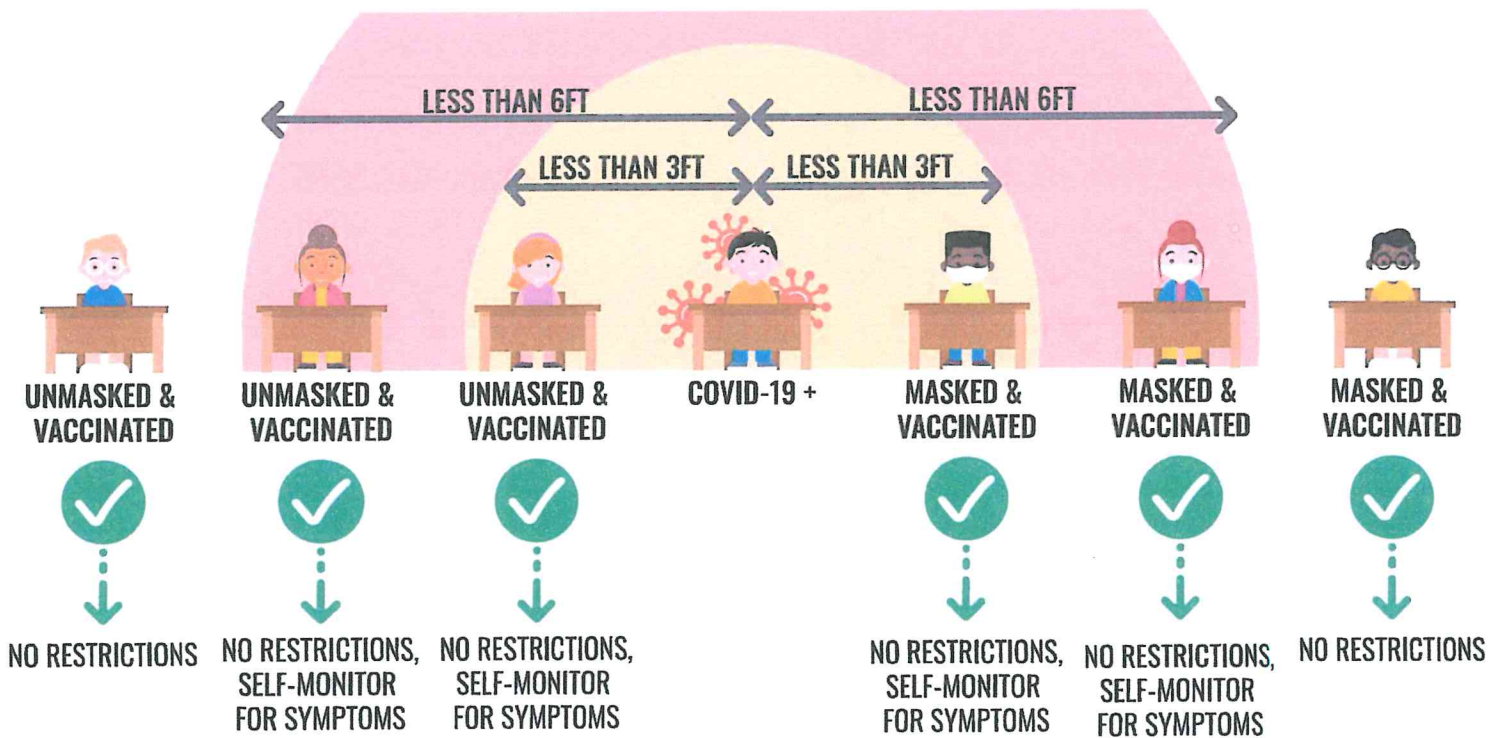 LESS THAN 6FT
LESS THAN 6FT
LESS THAN 3FT
LESS THAN 3FT
UNMASKED &
VACCINATED
UNMASKED &
VACCINATED
UNMASKED &
VACCINATED
COVID-19 +
MASKED &
VACCINATED
MASKED &
VACCINATED
MASKED &
VACCINATED
NO RESTRICTIONS
NO RESTRICTIONS,
SELF-MONITOR
FOR SYMPTOMS
NO RESTRICTIONS,
SELF-MONITOR
FOR SYMPTOMS
NO RESTRICTIONS,
SELF-MONITOR
FOR SYMPTOMS
NO RESTRICTIONS,
SELF-MONITOR
FOR SYMPTOMS
NO RESTRICTIONS